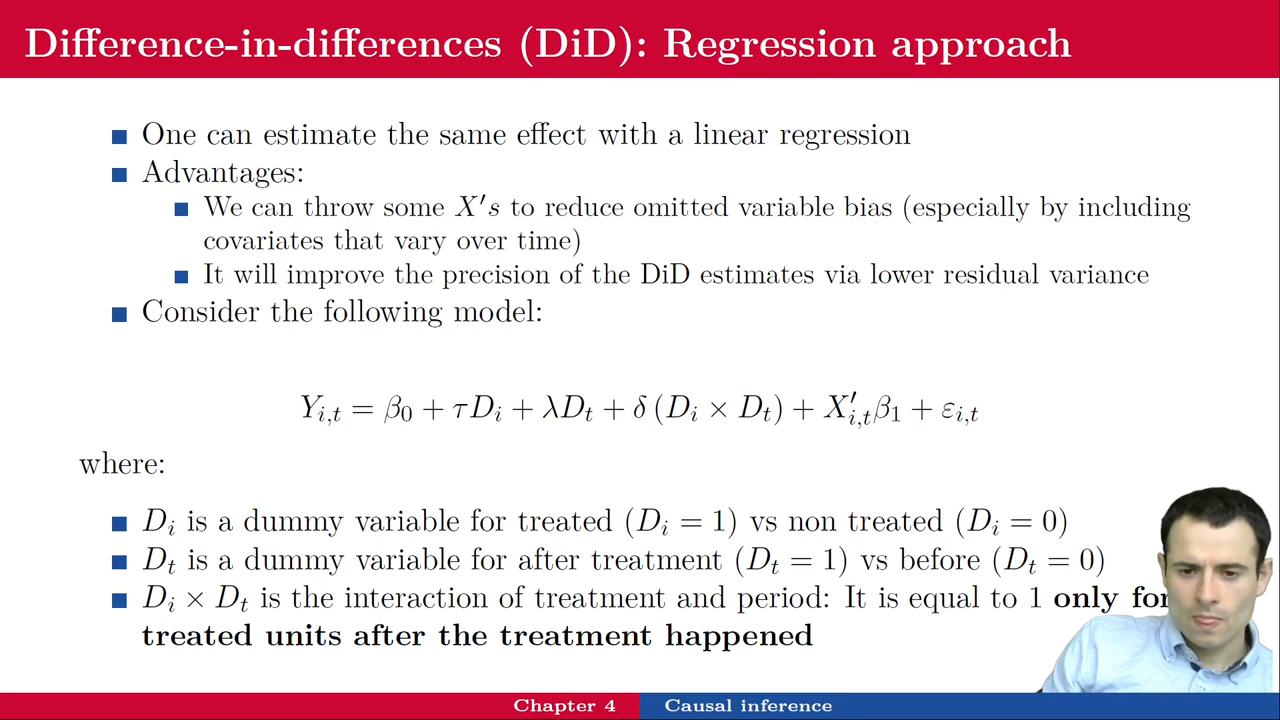 Difference-in-differences (DiD): Regression approach
One can estimate the same effect with a linear regression
Advantages:
We can throw some X′s to reduce omitted variable bias (especially by including
covariates that vary over time)
It will improve the precision of the DiD estimates via lower residual variance
Consider the following model:
Y_{i,t} = β_0 + τD_i + λD_t + δ (D_i × D_t) + X′_{i,t}β_1 + ε_{i,t}
where:
D_i is a dummy variable for treated (D_i = 1) vs non treated (D_i = 0)
D_t is a dummy variable for after treatment (D_t = 1) vs before (D_t = 0)
D_i × D_t is the interaction of treatment and period: It is equal to 1 only for
treated units after the treatment happened
Chapter 4
Causal inference